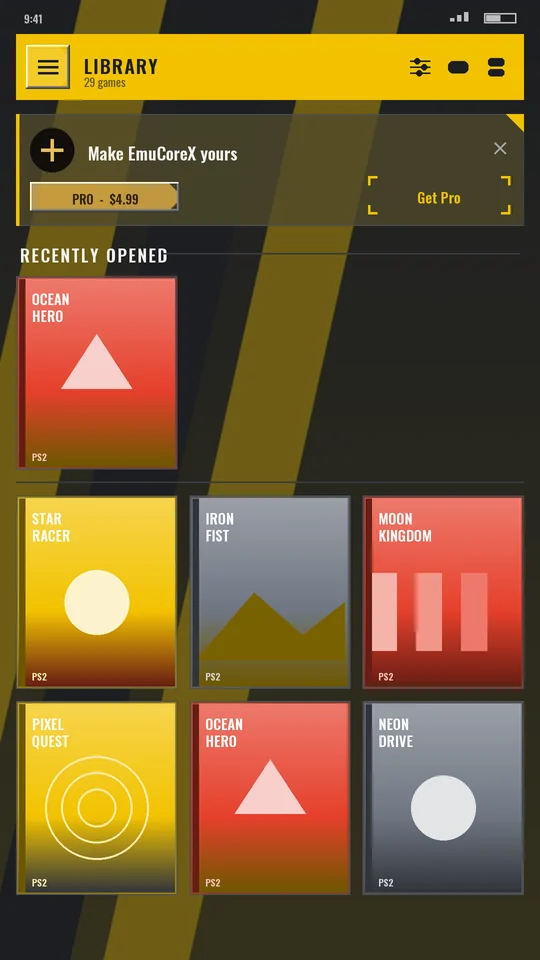 9:41
LIBRARY
29 games
Make EmuCoreX yours
PRO - $4.99
Get Pro
RECENTLY OPENED
OCEAN
HERO
PS2
STAR
RACER
PS2
IRON
FIST
PS2
MOON
KINGDOM
PS2
PIXEL
QUEST
PS2
OCEAN
HERO
PS2
NEON
DRIVE
PS2